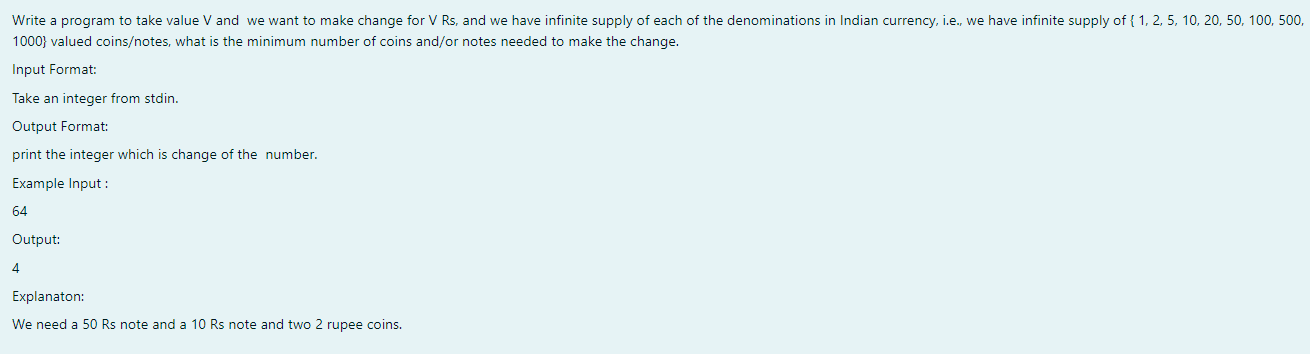 Write a program to take value V and  we want to make change for V Rs, and we have infinite supply of each of the denominations in Indian currency, i.e., we have infinite supply of { 1, 2, 5, 10, 20, 50, 100, 500,
1000} valued coins/notes, what is the minimum number of coins and/or notes needed to make the change.
Input Format:
Take an integer from stdin.
Output Format:
print the integer which is change of the  number.
Example Input :
64
Output:
4
Explanaton:
We need a 50 Rs note and a 10 Rs note and two 2 rupee coins.